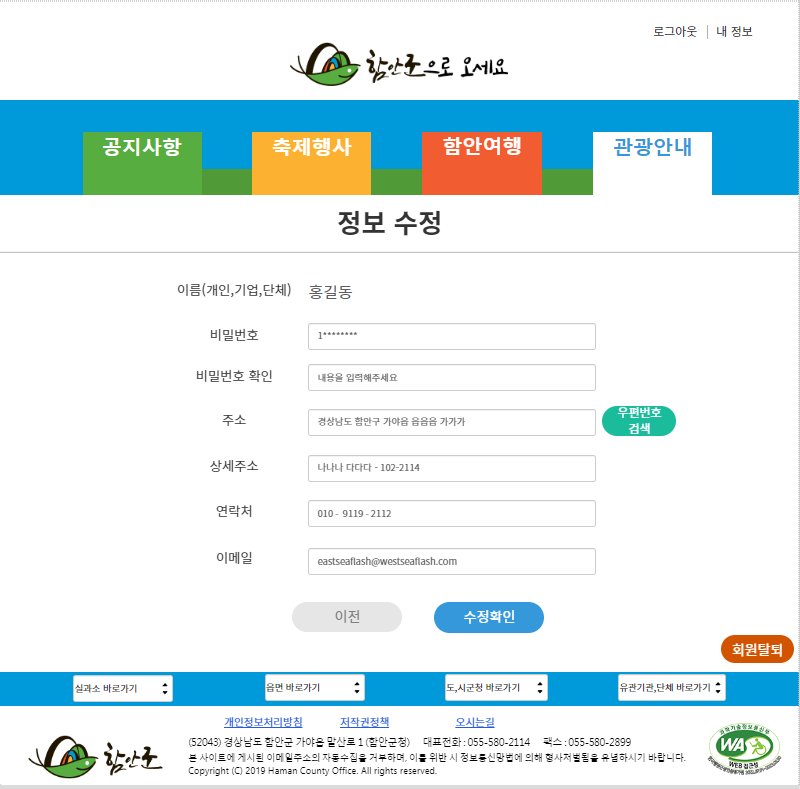 로그아웃 | 내 정보
함안군으로 오세요
공지사항 축제행사 함안여행 관광안내
정보 수정
이름(개인,기업,단체) 홍길동
비밀번호 1********
비밀번호 확인 내용을 입력해주세요
주소 경상남도 함안구 가야읍 읍읍읍 가가가 우편번호
검색
상세주소 나나나 다다다 - 102-2114
연락처 010 - 9119 - 2112
이메일 eastseaflash@westseaflash.com
이전 수정확인
회원탈퇴
실과소 바로가기 읍면 바로가기 도,시군청 바로가기 유관기관,단체 바로가기
개인정보처리방침 저작권정책 오시는길
(52043) 경상남도 함안군 가야읍 말산로 1 (함안군청) 대표전화 : 055-580-2114 팩스 : 055-580-2899
본 사이트에 게시된 이메일주소의 자동수집을 거부하며, 이를 위반 시 정보통신망법에 의해 형사처벌됨을 유념하시기 바랍니다.
Copyright (C) 2019 Haman County Office. All rights reserved.
함안군
과학기술정보통신부
WA
WEB 접근성